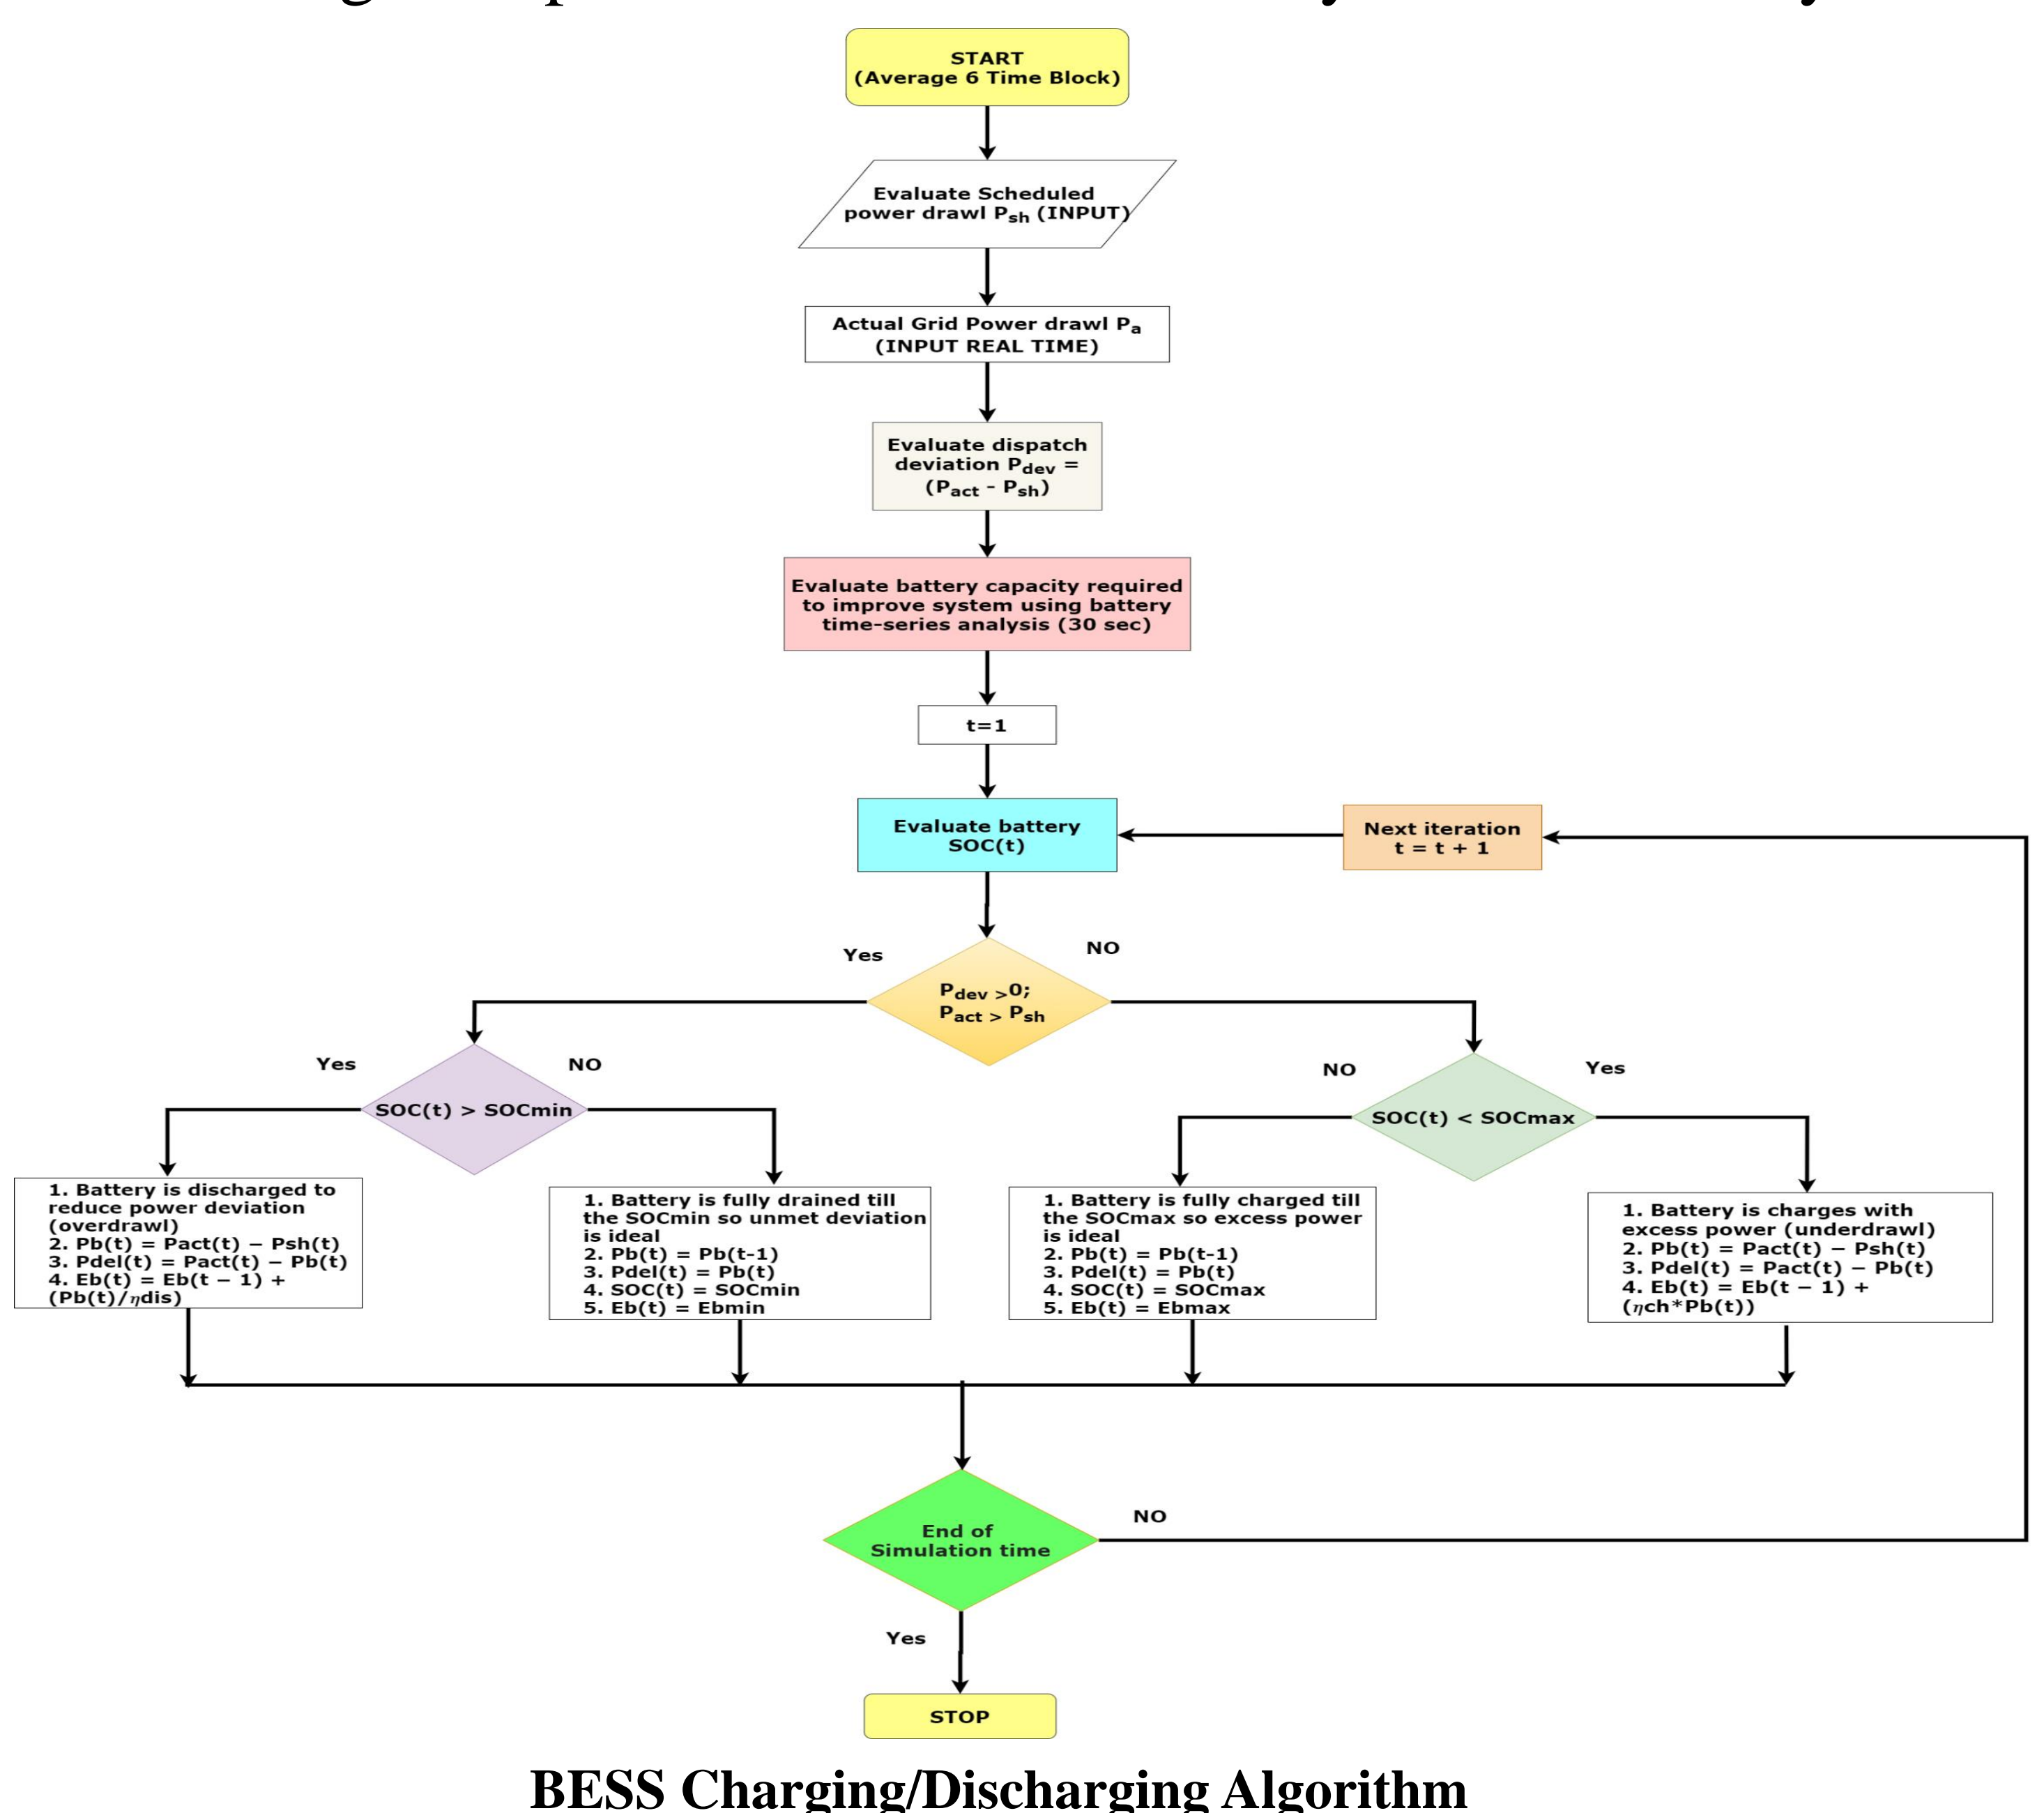 START
(Average 6 Time Block)
Evaluate Scheduled
power drawl Psh (INPUT)
Actual Grid Power drawl Pa
(INPUT REAL TIME)
Evaluate dispatch
deviation Pdev =
(Pact - Psh)
Evaluate battery capacity required
to improve system using battery
time-series analysis (30 sec)
t=1
Evaluate battery
SOC(t)
Next iteration
t = t + 1
Yes
NO
Pdev >0;
Pact > Psh
Yes
NO
SOC(t) > SOCmin
NO
Yes
SOC(t) < SOCmax
1. Battery is discharged to
reduce power deviation
(overdrawl)
2. Pb(t) = Pact(t) − Psh(t)
3. Pdel(t) = Pact(t) − Pb(t)
4. Eb(t) = Eb(t − 1) +
(Pb(t)/ηdis)
1. Battery is fully drained till
the SOCmin so unmet deviation
is ideal
2. Pb(t) = Pb(t-1)
3. Pdel(t) = Pb(t)
4. SOC(t) = SOCmin
5. Eb(t) = Ebmin
1. Battery is fully charged till
the SOCmax so excess power
is ideal
2. Pb(t) = Pb(t-1)
3. Pdel(t) = Pb(t)
4. SOC(t) = SOCmax
5. Eb(t) = Ebmax
1. Battery is charges with
excess power (underdrawl)
2. Pb(t) = Pact(t) − Psh(t)
3. Pdel(t) = Pact(t) − Pb(t)
4. Eb(t) = Eb(t − 1) +
(ηch*Pb(t))
End of
Simulation time
NO
Yes
STOP
BESS Charging/Discharging Algorithm